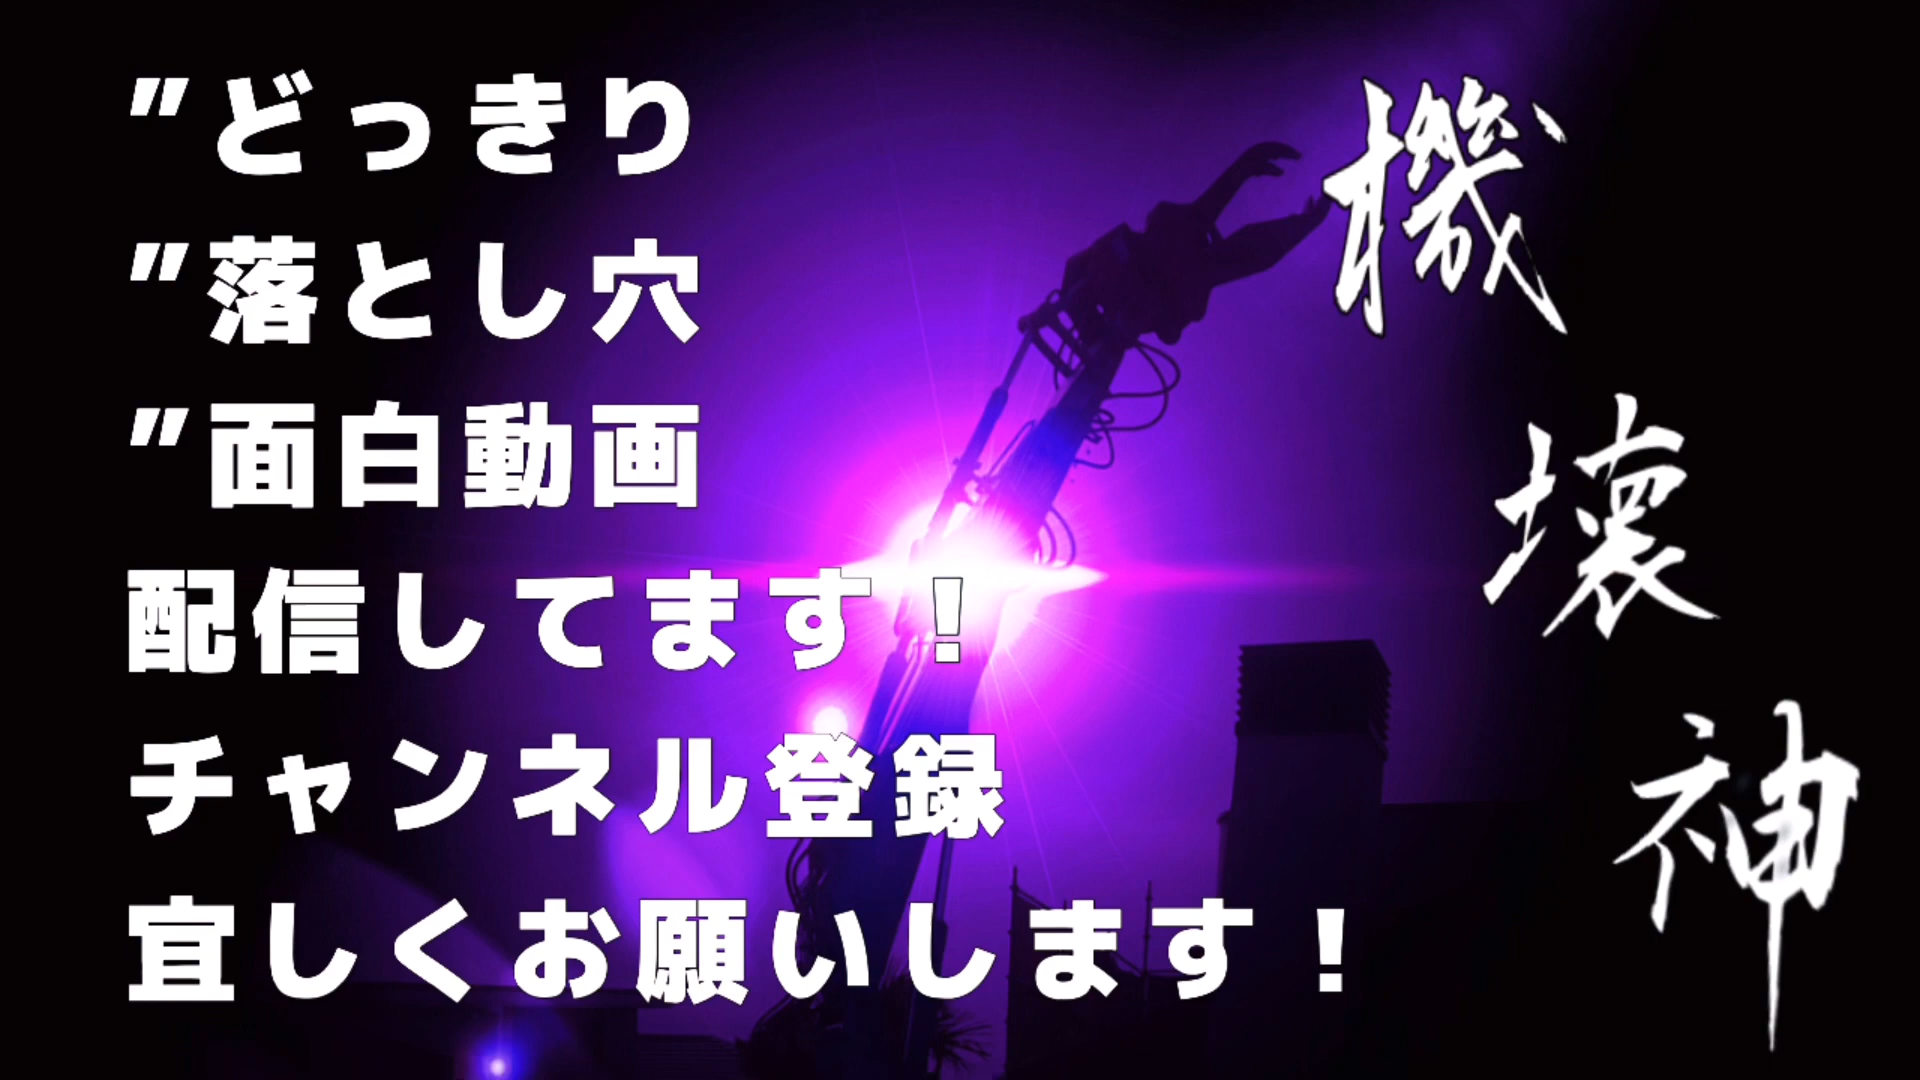 ”どっきり
”落とし穴
”面白動画
配信してます！
チャンネル登録
宜しくお願いします！
機壊神